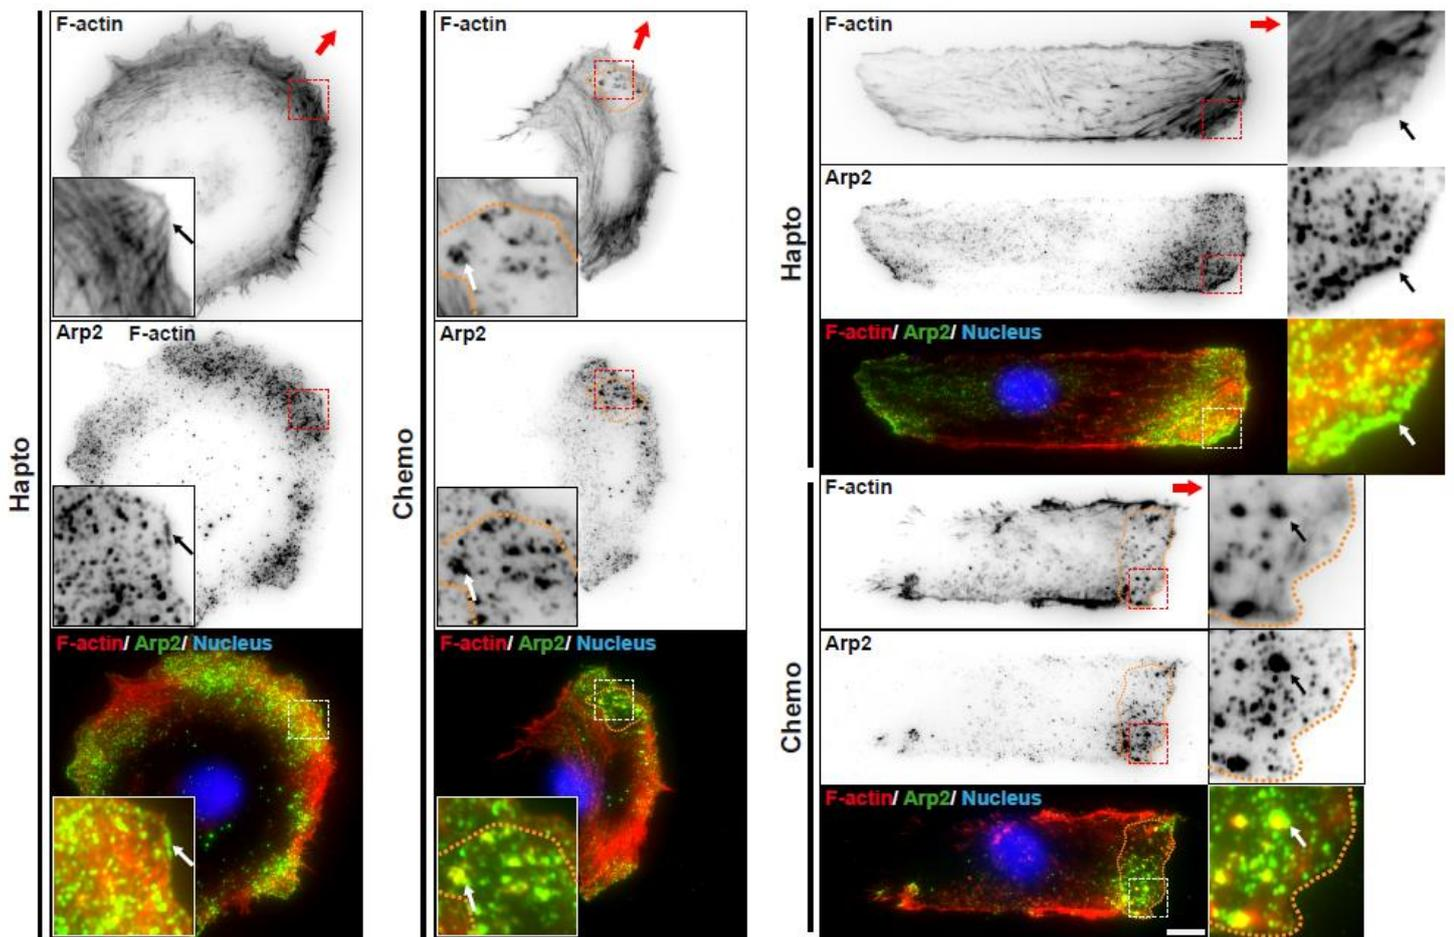 Hapto
F-actin
Arp2 F-actin
F-actin/ Arp2/ Nucleus
Chemo
F-actin
Arp2
F-actin/ Arp2/ Nucleus
Hapto
F-actin
Arp2
F-actin/ Arp2/ Nucleus
Chemo
F-actin
Arp2
F-actin/ Arp2/ Nucleus